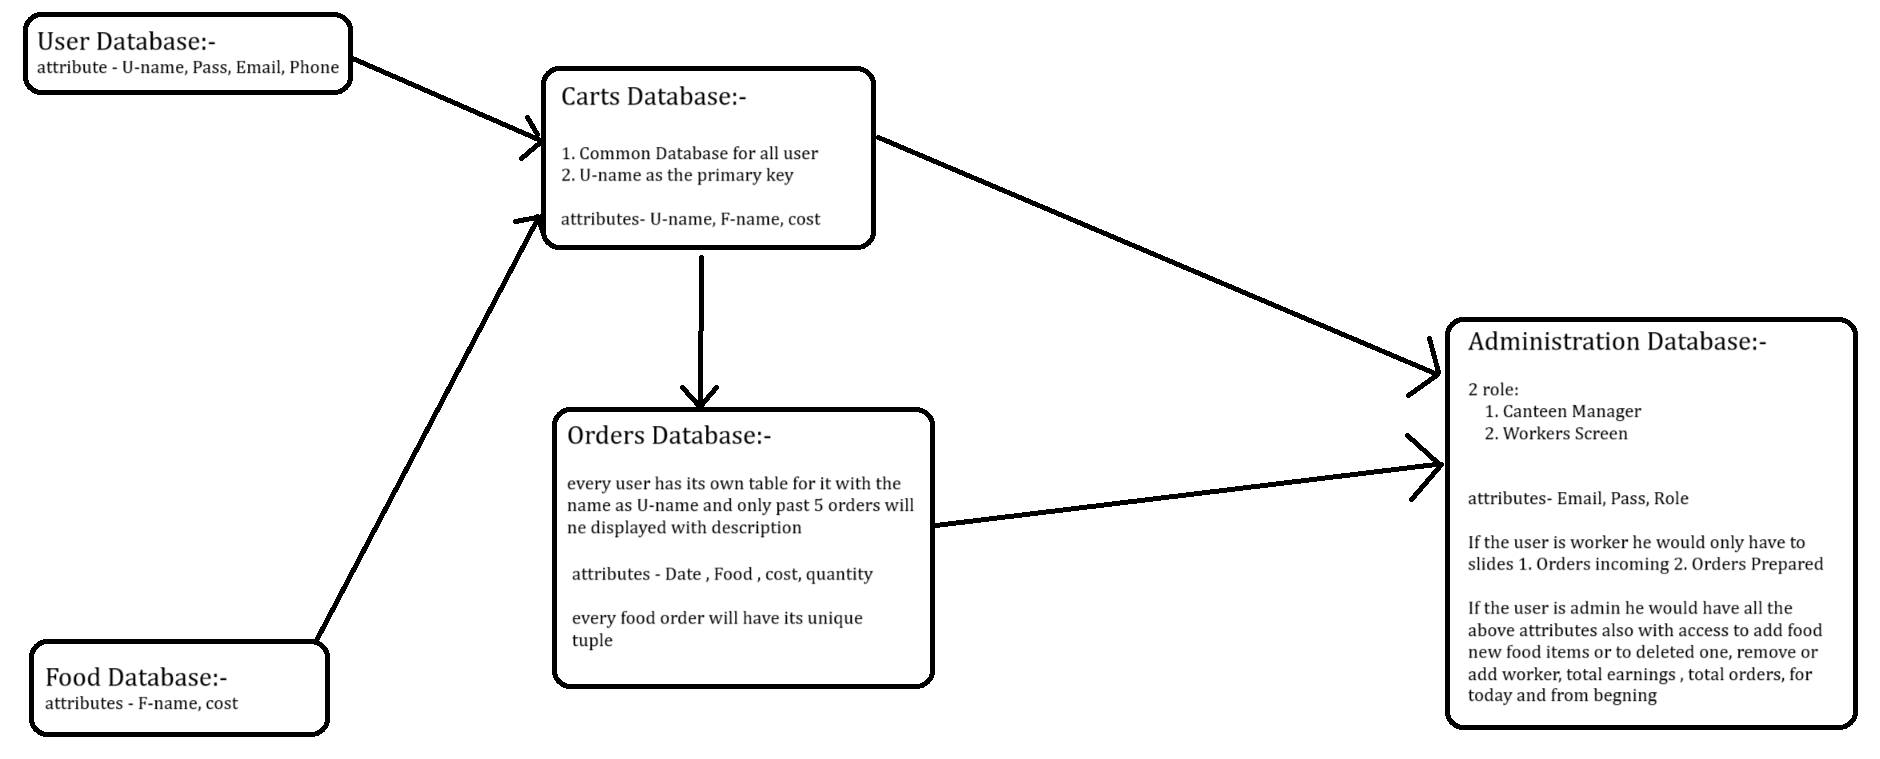 User Database:-
attribute - U-name, Pass, Email, Phone
Carts Database:-
1. Common Database for all user
2. U-name as the primary key
attributes- U-name, F-name, cost
Orders Database:-
every user has its own table for it with the
name as U-name and only past 5 orders will
ne displayed with description
attributes - Date , Food , cost, quantity
every food order will have its unique
tuple
Food Database:-
attributes - F-name, cost
Administration Database:-
2 role:
1. Canteen Manager
2. Workers Screen
attributes- Email, Pass, Role
If the user is worker he would only have to
slides 1. Orders incoming 2. Orders Prepared
If the user is admin he would have all the
above attributes also with access to add food
new food items or to deleted one, remove or
add worker, total earnings , total orders, for
today and from begning